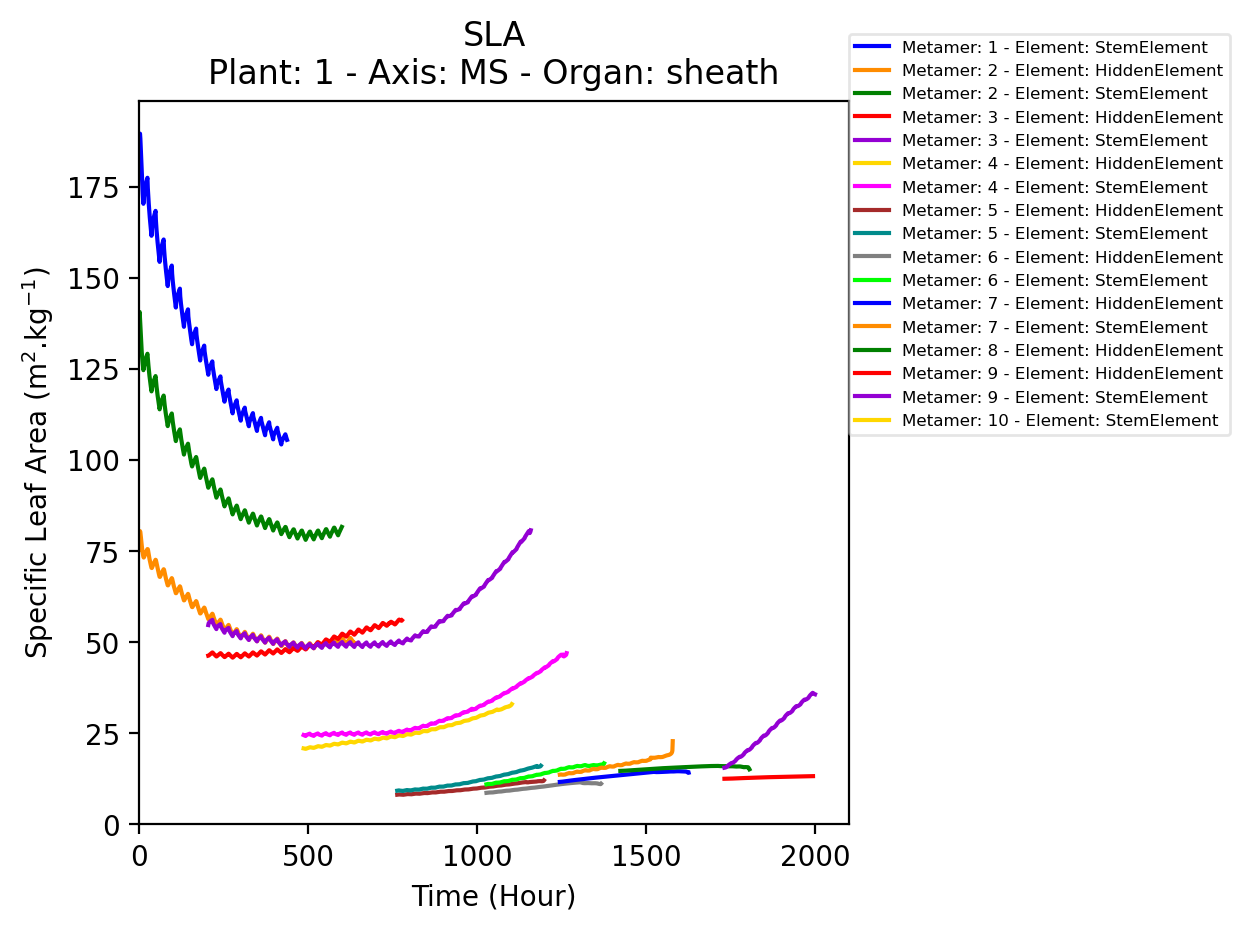 SLA
Plant: 1 - Axis: MS - Organ: sheath
Metamer: 1 - Element: StemElement
Metamer: 2 - Element: HiddenElement
Metamer: 2 - Element: StemElement
Metamer: 3 - Element: HiddenElement
Metamer: 3 - Element: StemElement
Metamer: 4 - Element: HiddenElement
Metamer: 4 - Element: StemElement
Metamer: 5 - Element: HiddenElement
Metamer: 5 - Element: StemElement
Metamer: 6 - Element: HiddenElement
Metamer: 6 - Element: StemElement
Metamer: 7 - Element: HiddenElement
Metamer: 7 - Element: StemElement
Metamer: 8 - Element: HiddenElement
Metamer: 9 - Element: HiddenElement
Metamer: 9 - Element: StemElement
Metamer: 10 - Element: StemElement
Specific Leaf Area (m².kg⁻¹)
175
150
125
100
75
50
25
0
0 500 1000 1500 2000
Time (Hour)